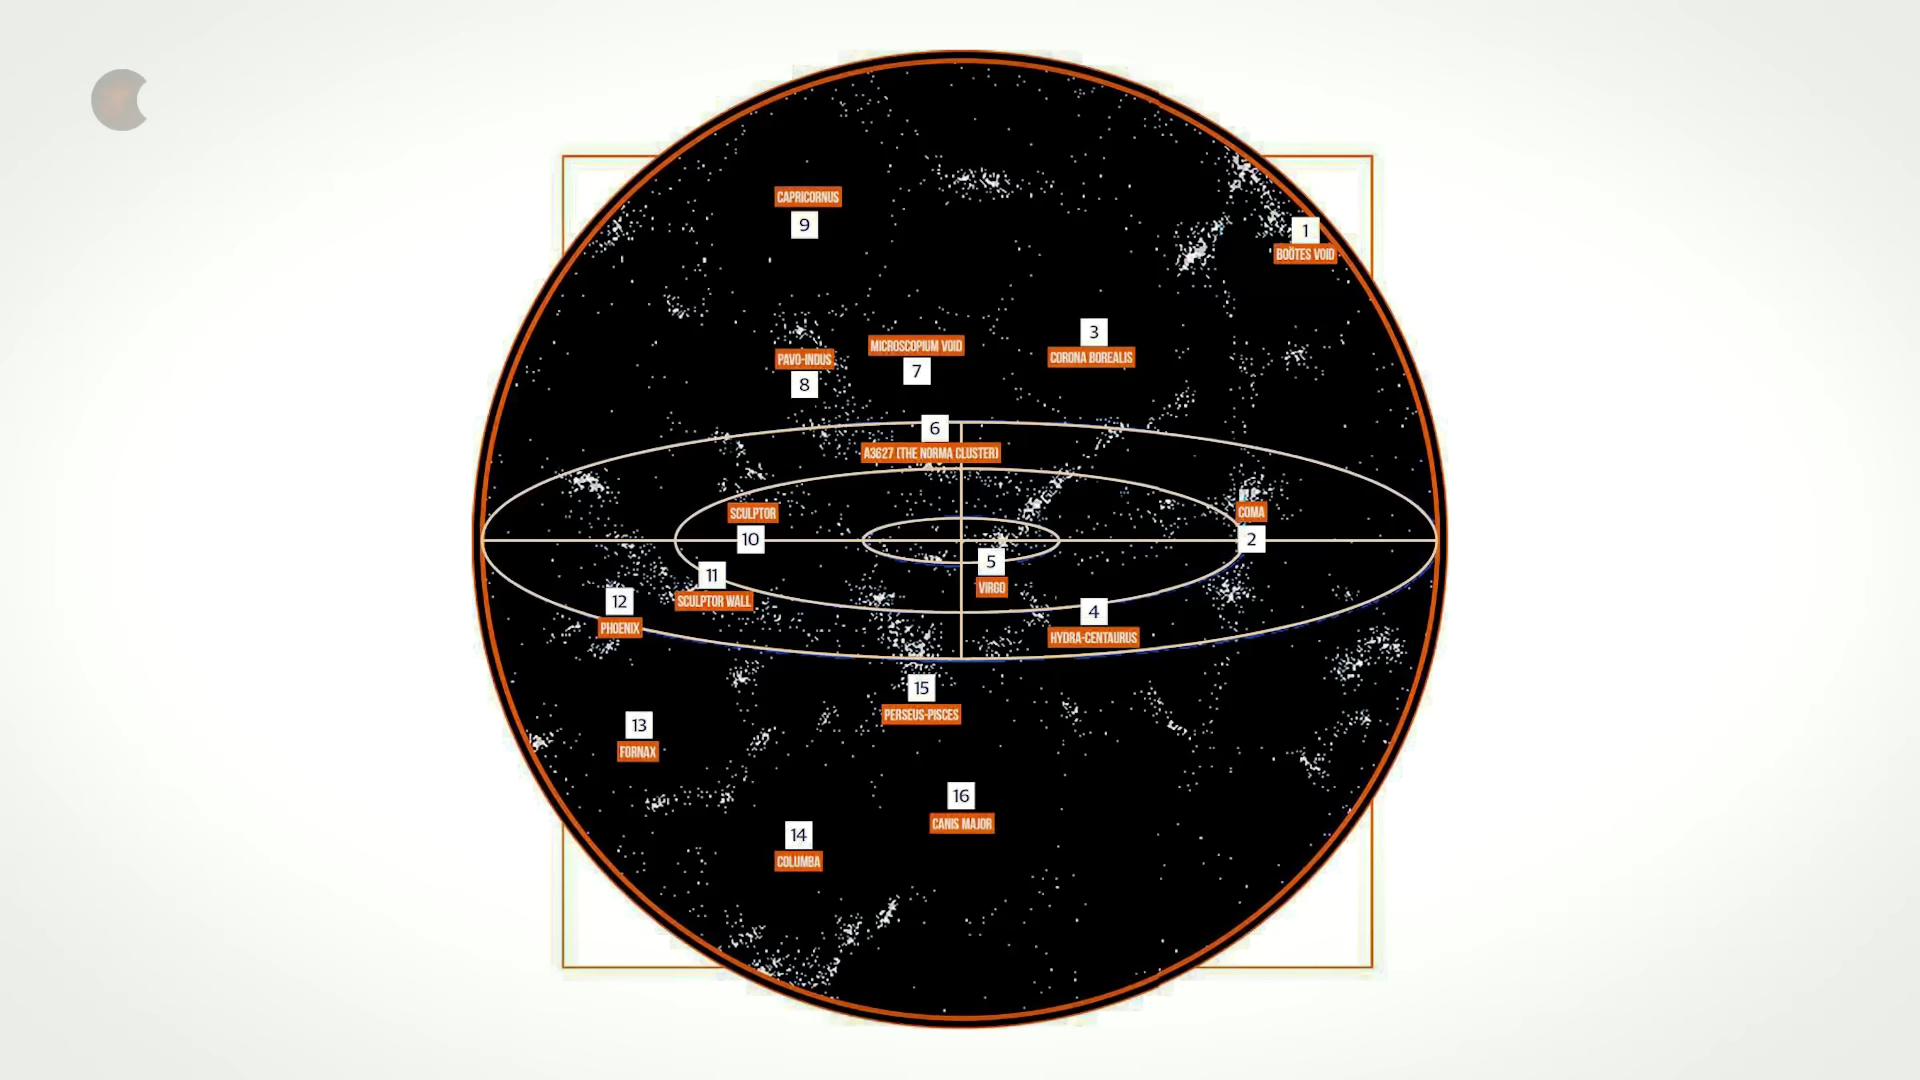 CAPRICORNUS
9
1
BOÖTES VOID
3
CORONA BOREALIS
MICROSCOPIUM VOID
7
PAVO-INDUS
8
6
A3627 (THE NORMA CLUSTER)
SCULPTOR
10
COMA
2
5
VIRGO
11
SCULPTOR WALL
12
PHOENIX
4
HYDRA-CENTAURUS
15
PERSEUS-PISCES
13
FORNAX
16
CANIS MAJOR
14
COLUMBA